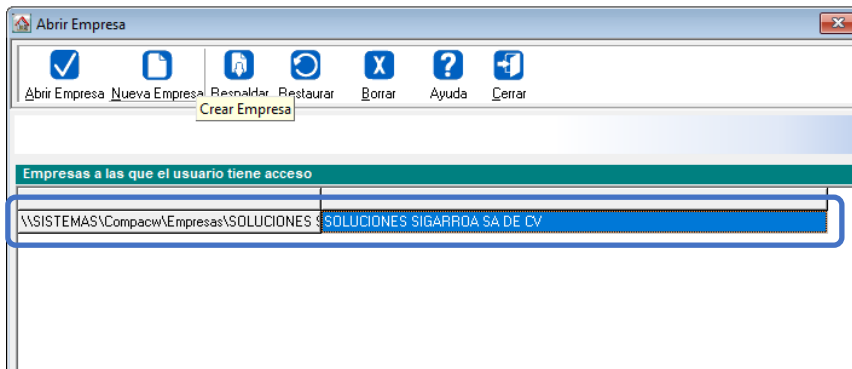 Abrir Empresa
Abrir Empresa Nueva Empresa Respaldar Restaurar Borrar Ayuda Cerrar
Crear Empresa
Empresas a las que el usuario tiene acceso
\\SISTEMAS\Compacw\Empresas\SOLUCIONES S SOLUCIONES SIGARROA SA DE CV